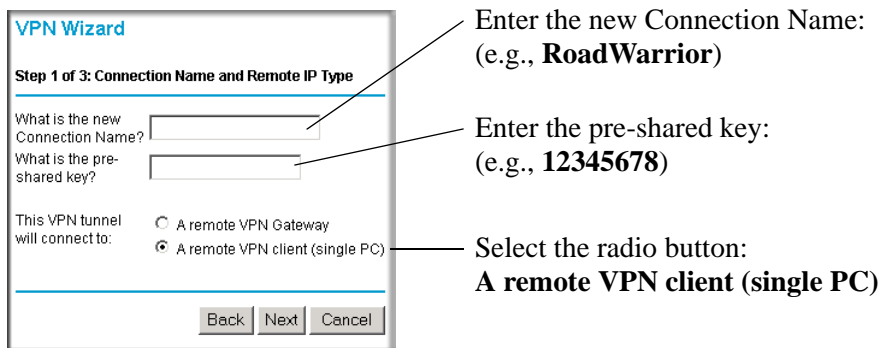 VPN Wizard
Step 1 of 3: Connection Name and Remote IP Type
What is the new
Connection Name?
What is the pre-
shared key?
This VPN tunnel
will connect to:
A remote VPN Gateway
A remote VPN client (single PC)
Back Next Cancel
Enter the new Connection Name:
(e.g., RoadWarrior)
Enter the pre-shared key:
(e.g., 12345678)
Select the radio button:
A remote VPN client (single PC)